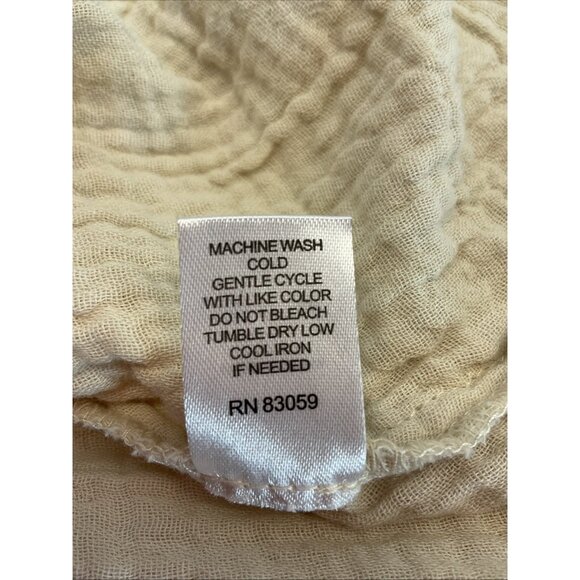 MACHINE WASH
COLD
GENTLE CYCLE
WITH LIKE COLOR
DO NOT BLEACH
TUMBLE DRY LOW
COOL IRON
IF NEEDED
RN 83059